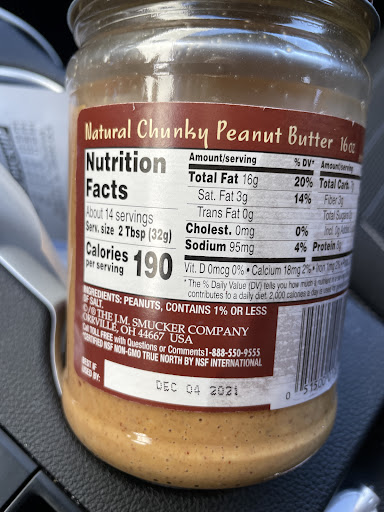 Natural Chunky Peanut Butter 16 oz
Nutrition Facts
About 14 servings
Serv. size 2 Tbsp (32g)
Calories per serving 190
Amount/serving % DV*
Total Fat 16g 20%
Sat. Fat 3g 14%
Trans Fat 0g
Cholest. 0mg 0%
Sodium 95mg 4%
Amount/serving
Total Carb.
Fiber 3g
Total Sugars
Incl. 0g Added
Protein 8g
Vit. D 0mcg 0% • Calcium 18mg 2% • Iron
*The % Daily Value (DV) tells you how much a nutrient in
contributes to a daily diet. 2,000 calories a day is used
INGREDIENTS: PEANUTS, CONTAINS 1% OR LESS
OF SALT.
©/® THE J.M. SMUCKER COMPANY
ORRVILLE, OH 44667 USA
Call TOLL FREE with Questions or Comments 1-888-550-9555
CERTIFIED NSF NON-GMO TRUE NORTH BY NSF INTERNATIONAL
BEST IF
USED BY:
DEC 04 2021
0 51500